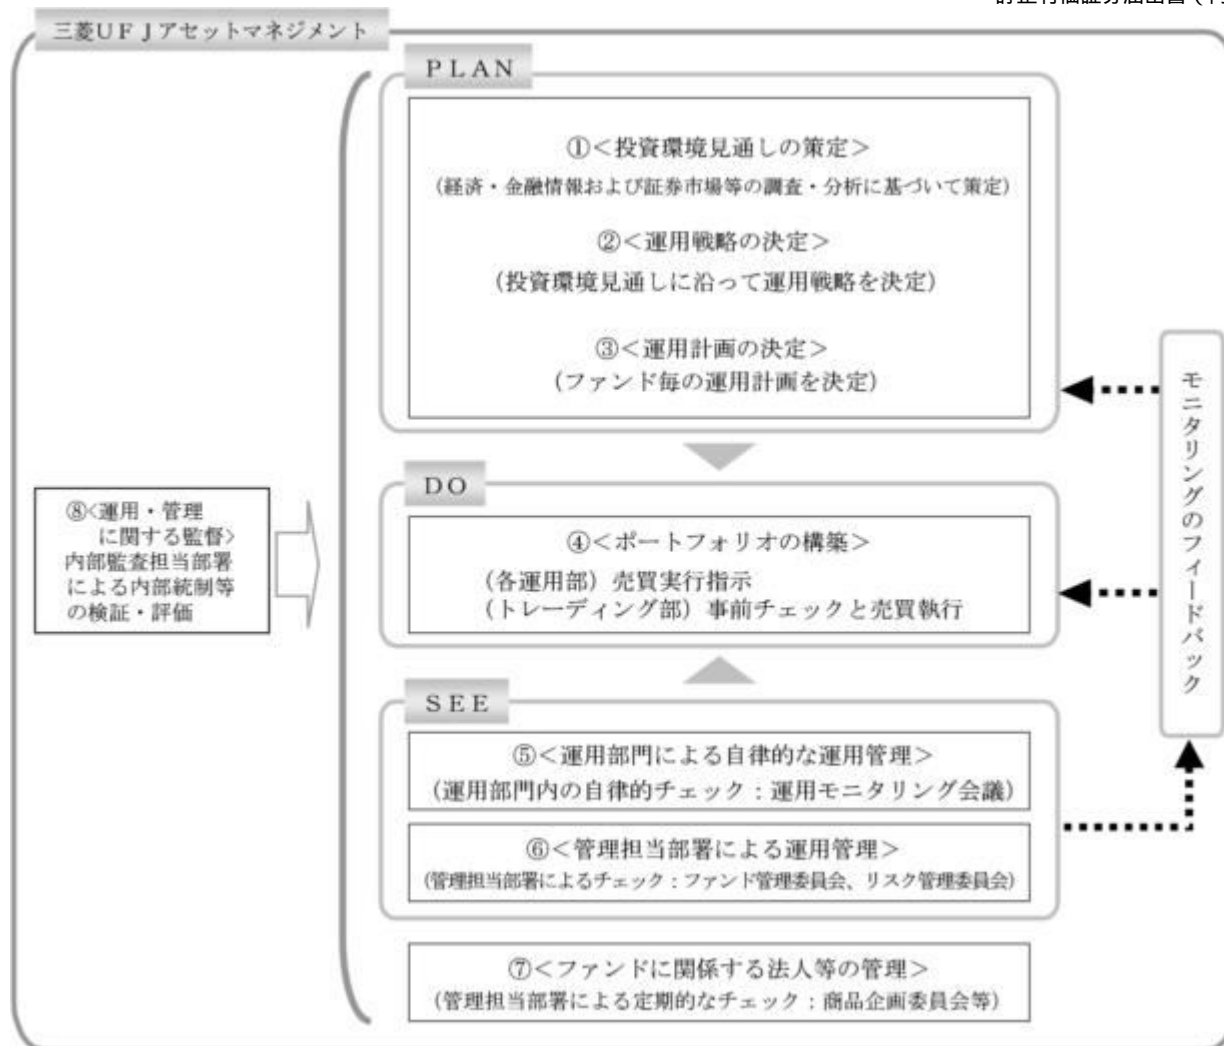 三菱UFJアセットマネジメント
PLAN
①<投資環境見通しの策定>
(経済・金融情報および証券市場等の調査・分析に基づいて策定)
②<運用戦略の決定>
(投資環境見通しに沿って運用戦略を決定)
③<運用計画の決定>
(ファンド毎の運用計画を決定)
DO
④<ポートフォリオの構築>
(各運用部)売買実行指示
(トレーディング部)事前チェックと売買執行
SEE
⑤<運用部門による自律的な運用管理>
(運用部門内の自律的チェック:運用モニタリング会議)
⑥<管理担当部署による運用管理>
(管理担当部署によるチェック:ファンド管理委員会、リスク管理委員会)
⑦<ファンドに関係する法人等の管理>
(管理担当部署による定期的なチェック:商品企画委員会等)
⑧<運用・管理
に関する監督>
内部監査担当部署
による内部統制等
の検証・評価
モニタリングのフィードバック